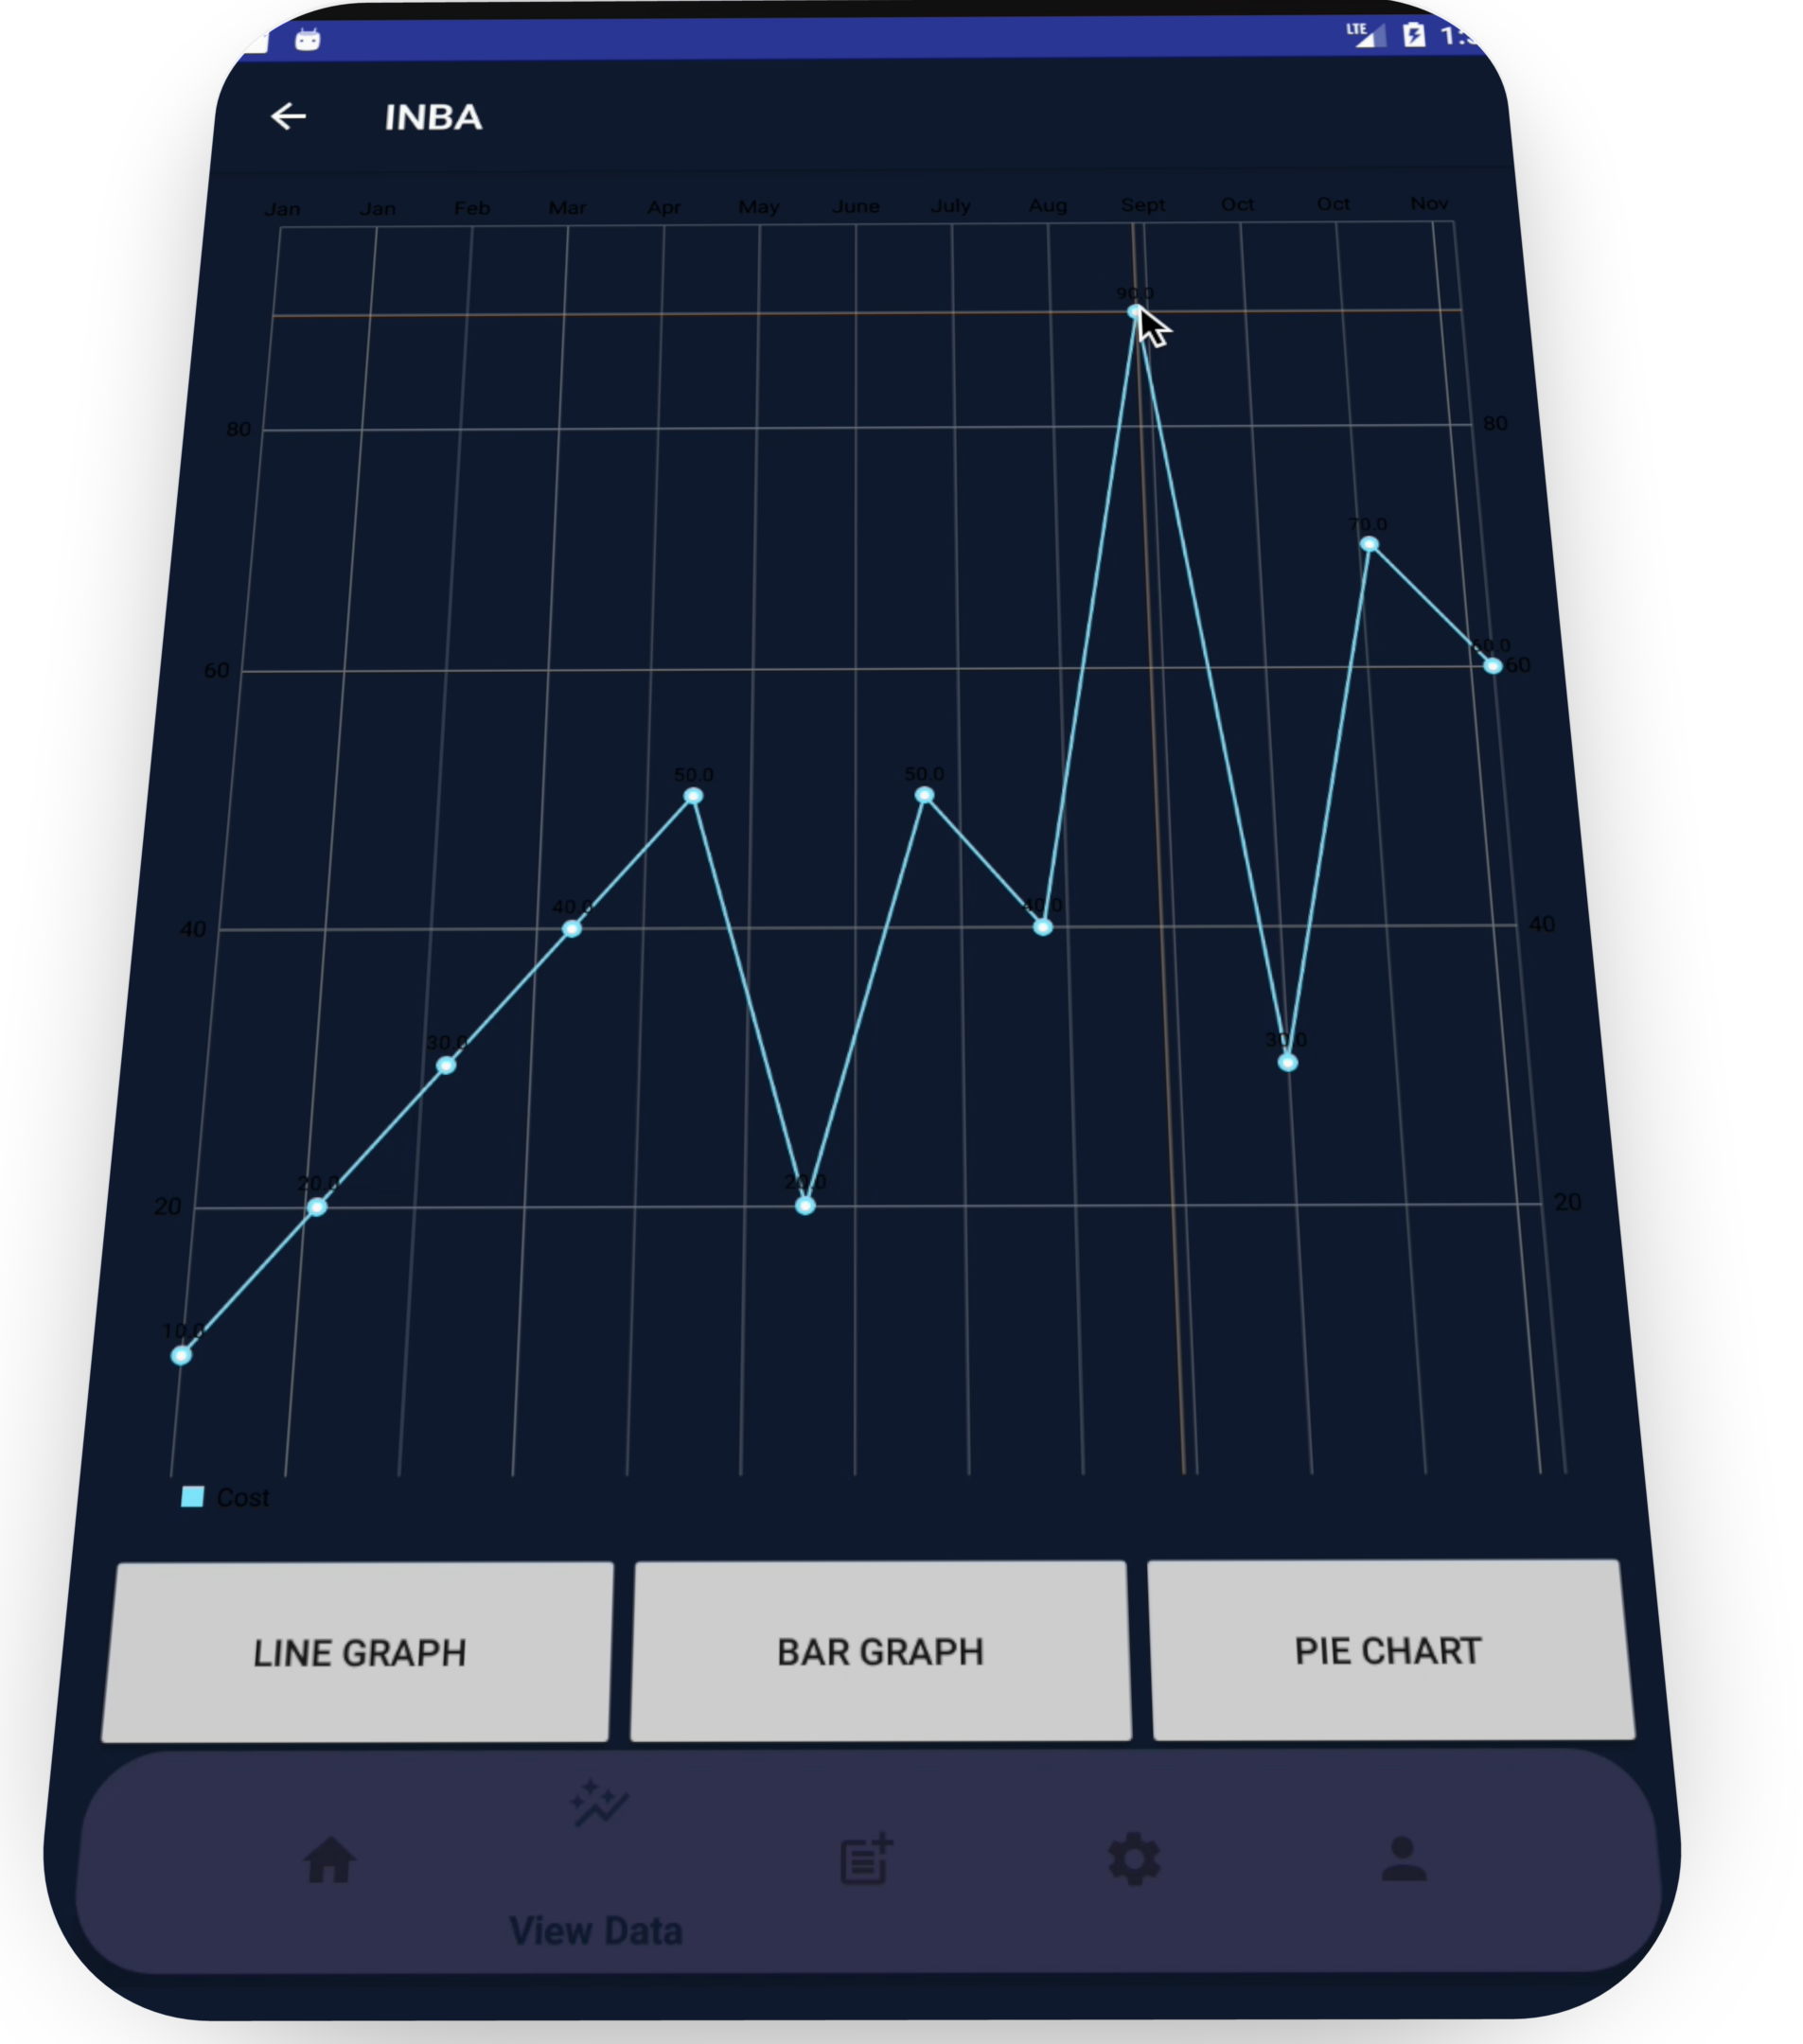 LTE
INBA
Jan Jan Feb Mar Apr May June July Aug Sept Oct Oct Nov
90.0
80 80
70.0
60 60.0 60
50.0 50.0
40 40.0 40.0 40
30.0 30.0
20 20.0 20.0 20
10.0
Cost
LINE GRAPH BAR GRAPH PIE CHART
View Data